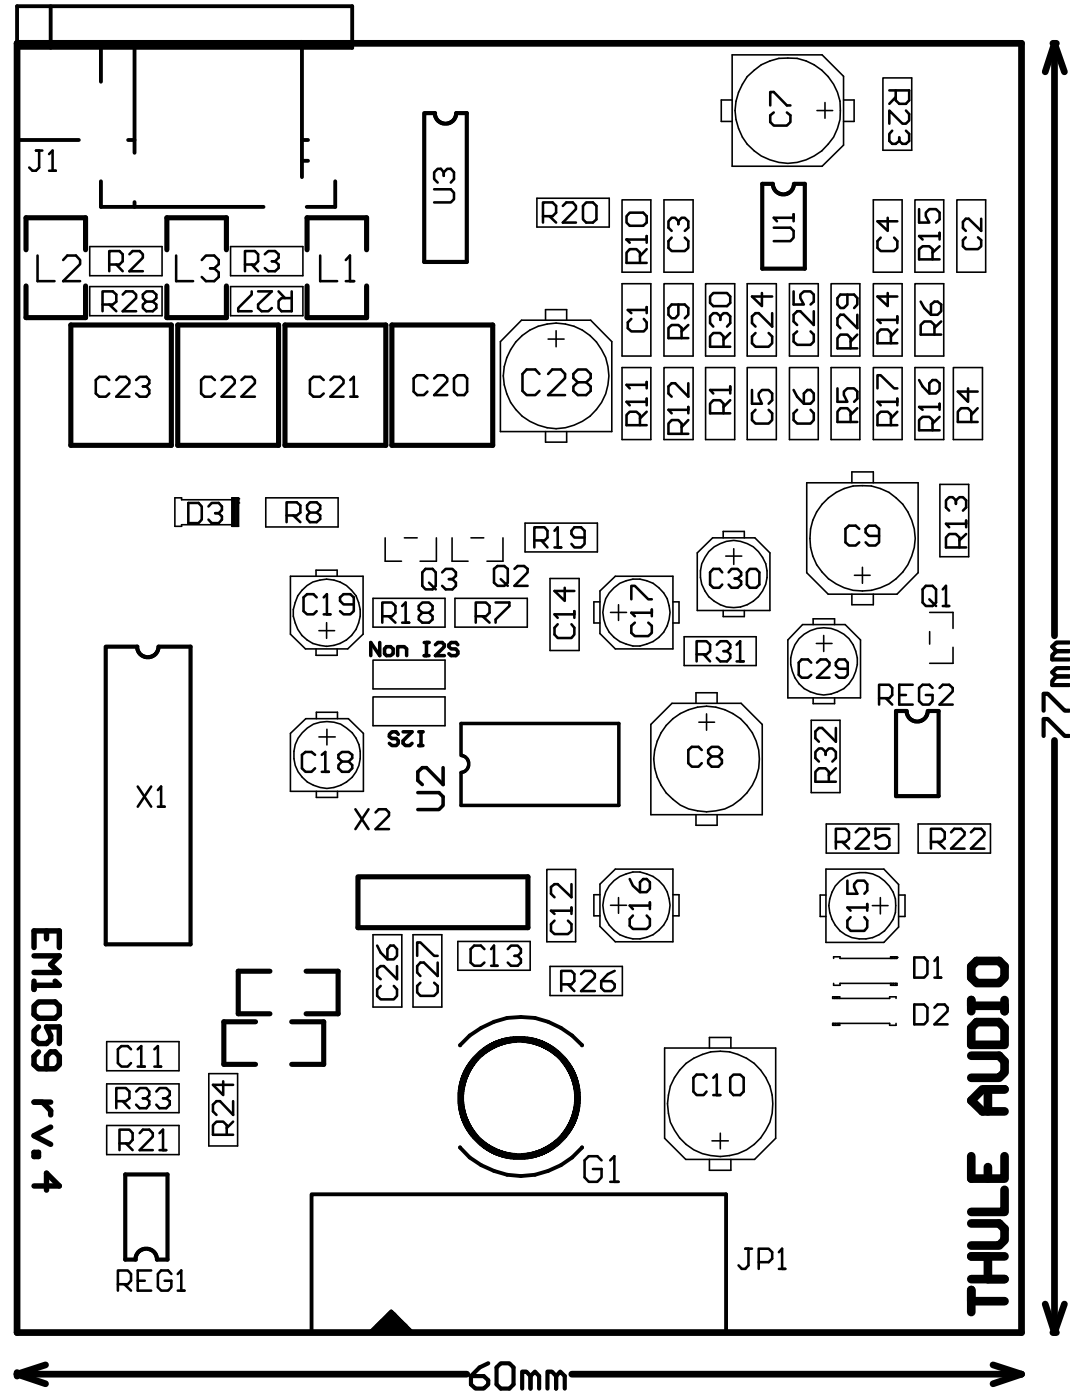 J1
C7
R23
U3
U1
R20
R10
C3
C4
R15
C2
L2
R2
L3
R3
L1
R28
R27
C1
R9
R30
C24
C25
R29
R14
R6
C23
C22
C21
C20
C28
R11
R12
R1
C5
C6
R5
R17
R16
R4
D3
R8
R19
C9
R13
Q3
Q2
C30
Q1
C19
R18
R7
C14
C17
Non I2S
R31
C29
REG2
I2S
C18
U2
C8
R32
X1
X2
R25
R22
C12
C16
C15
C26
C27
C13
R26
D1
D2
EM1059 rv.4
THULE AUDIO
C11
R33
R21
R24
C10
G1
REG1
JP1
77mm
60mm